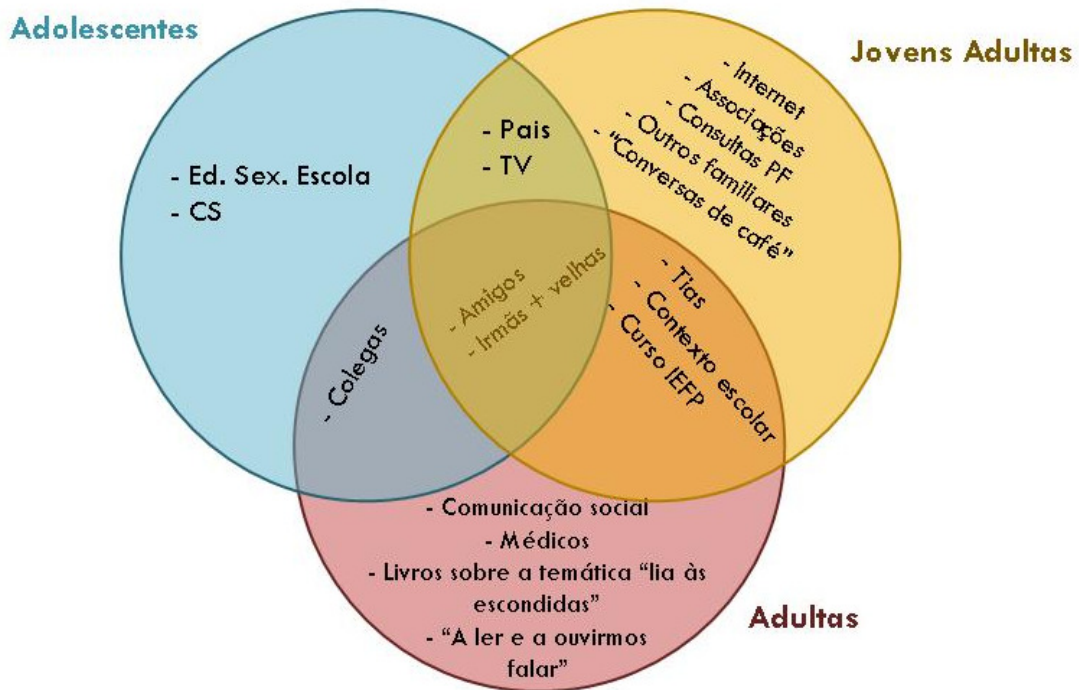 Adolescentes
Jovens Adultas
- Internet
- Associações
- Consultas PF
- Outros familiares
- "Conversas de café"
- Pais
- TV
- Ed. Sex. Escola
- CS
- Amigos
- Irmãs + velhas
- Tias
- Contexto escolar
- Curso IEFP
- Colegas
- Comunicação social
- Médicos
- Livros sobre a temática “lia às
escondidas”
- “A ler e a ouvirmos
falar”
Adultas